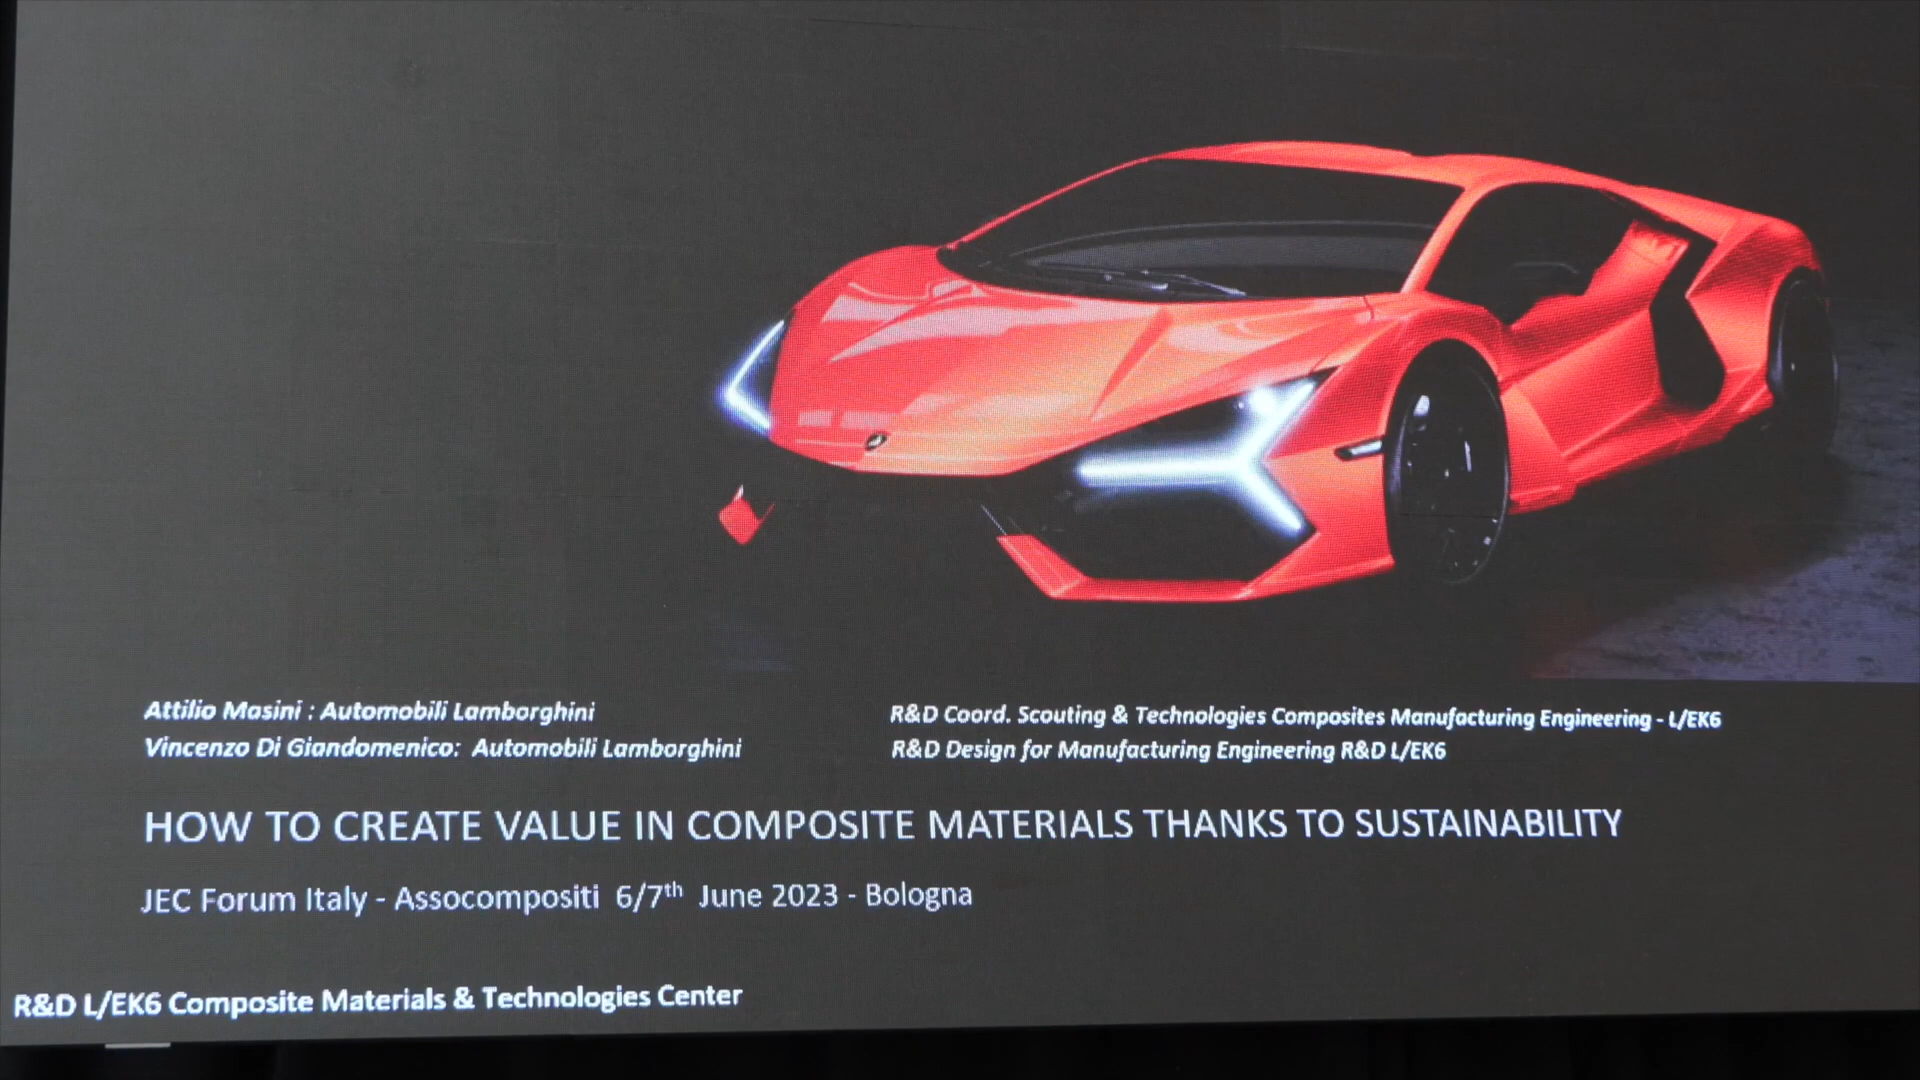 Attilio Masini : Automobili Lamborghini R&D Coord. Scouting & Technologies Composites Manufacturing Engineering - L/EK6
Vincenzo Di Giandomenico: Automobili Lamborghini R&D Design for Manufacturing Engineering R&D L/EK6
HOW TO CREATE VALUE IN COMPOSITE MATERIALS THANKS TO SUSTAINABILITY
JEC Forum Italy - Assocompositi 6/7th June 2023 - Bologna
R&D L/EK6 Composite Materials & Technologies Center